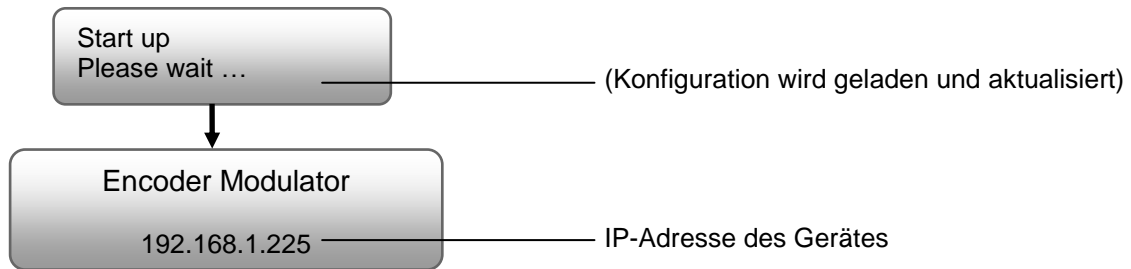 Start up
Please wait …
(Konfiguration wird geladen und aktualisiert)
Encoder Modulator
192.168.1.225
IP-Adresse des Gerätes